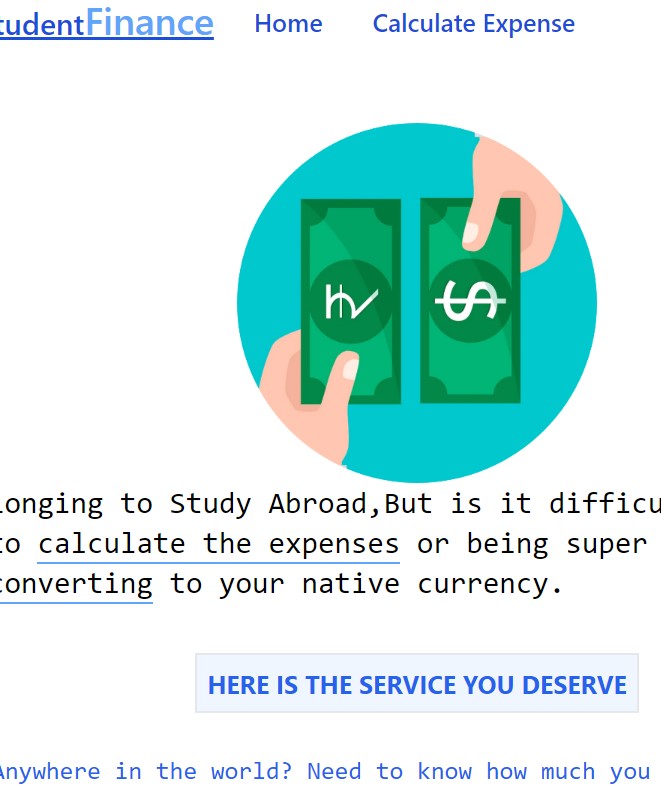 tudentFinance Home Calculate Expense
₹ $
onging to Study Abroad,But is it difficu
to calculate the expenses or being super
converting to your native currency.
HERE IS THE SERVICE YOU DESERVE
Anywhere in the world? Need to know how much you